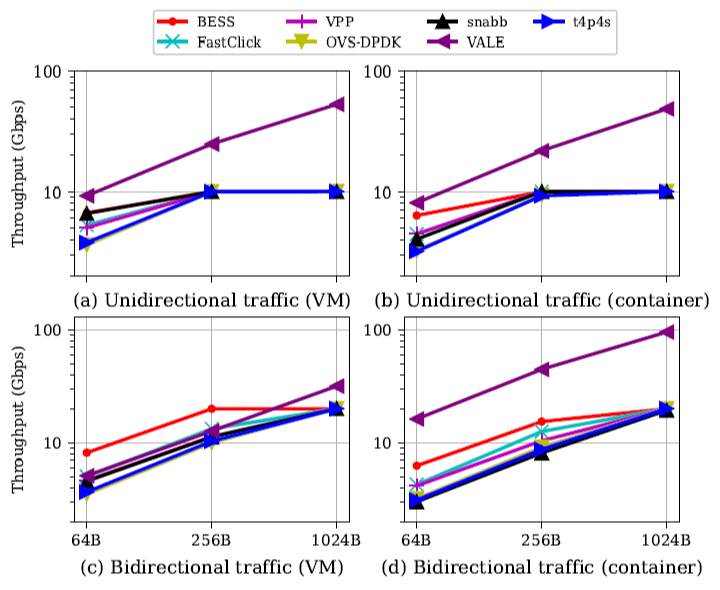 BESS VPP snabb t4p4s
FastClick OVS-DPDK VALE
100
10
Throughput (Gbps)
(a) Unidirectional traffic (VM)
100
10
(b) Unidirectional traffic (container)
100
10
Throughput (Gbps)
64B 256B 1024B
(c) Bidirectional traffic (VM)
100
10
64B 256B 1024B
(d) Bidirectional traffic (container)